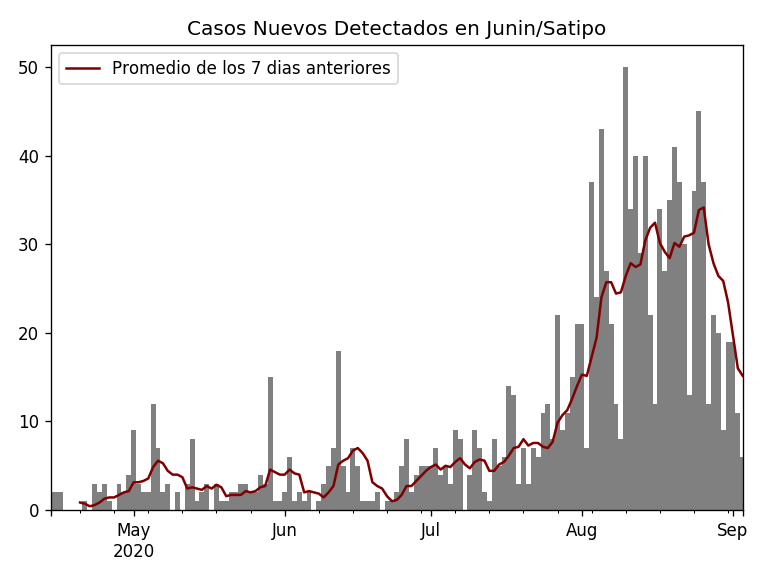 Casos Nuevos Detectados en Junin/Satipo
Promedio de los 7 dias anteriores
50
40
30
20
10
0
May Jun Jul Aug Sep
2020